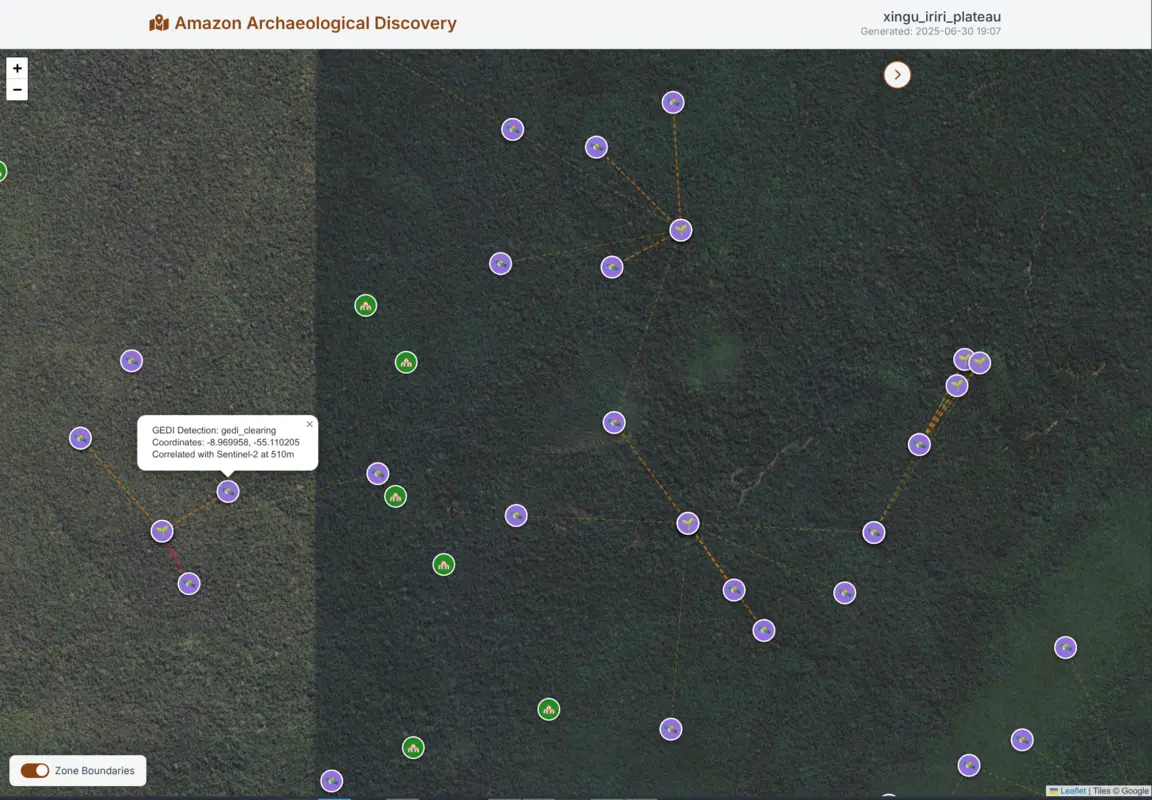 Amazon Archaeological Discovery
xingu_iriri_plateau
Generated: 2025-06-30 19:07
+
−
GEDI Detection: gedi_clearing
Coordinates: -8.969958, -55.110205
Correlated with Sentinel-2 at 510m
×
Zone Boundaries
Leaflet | Tiles © Google